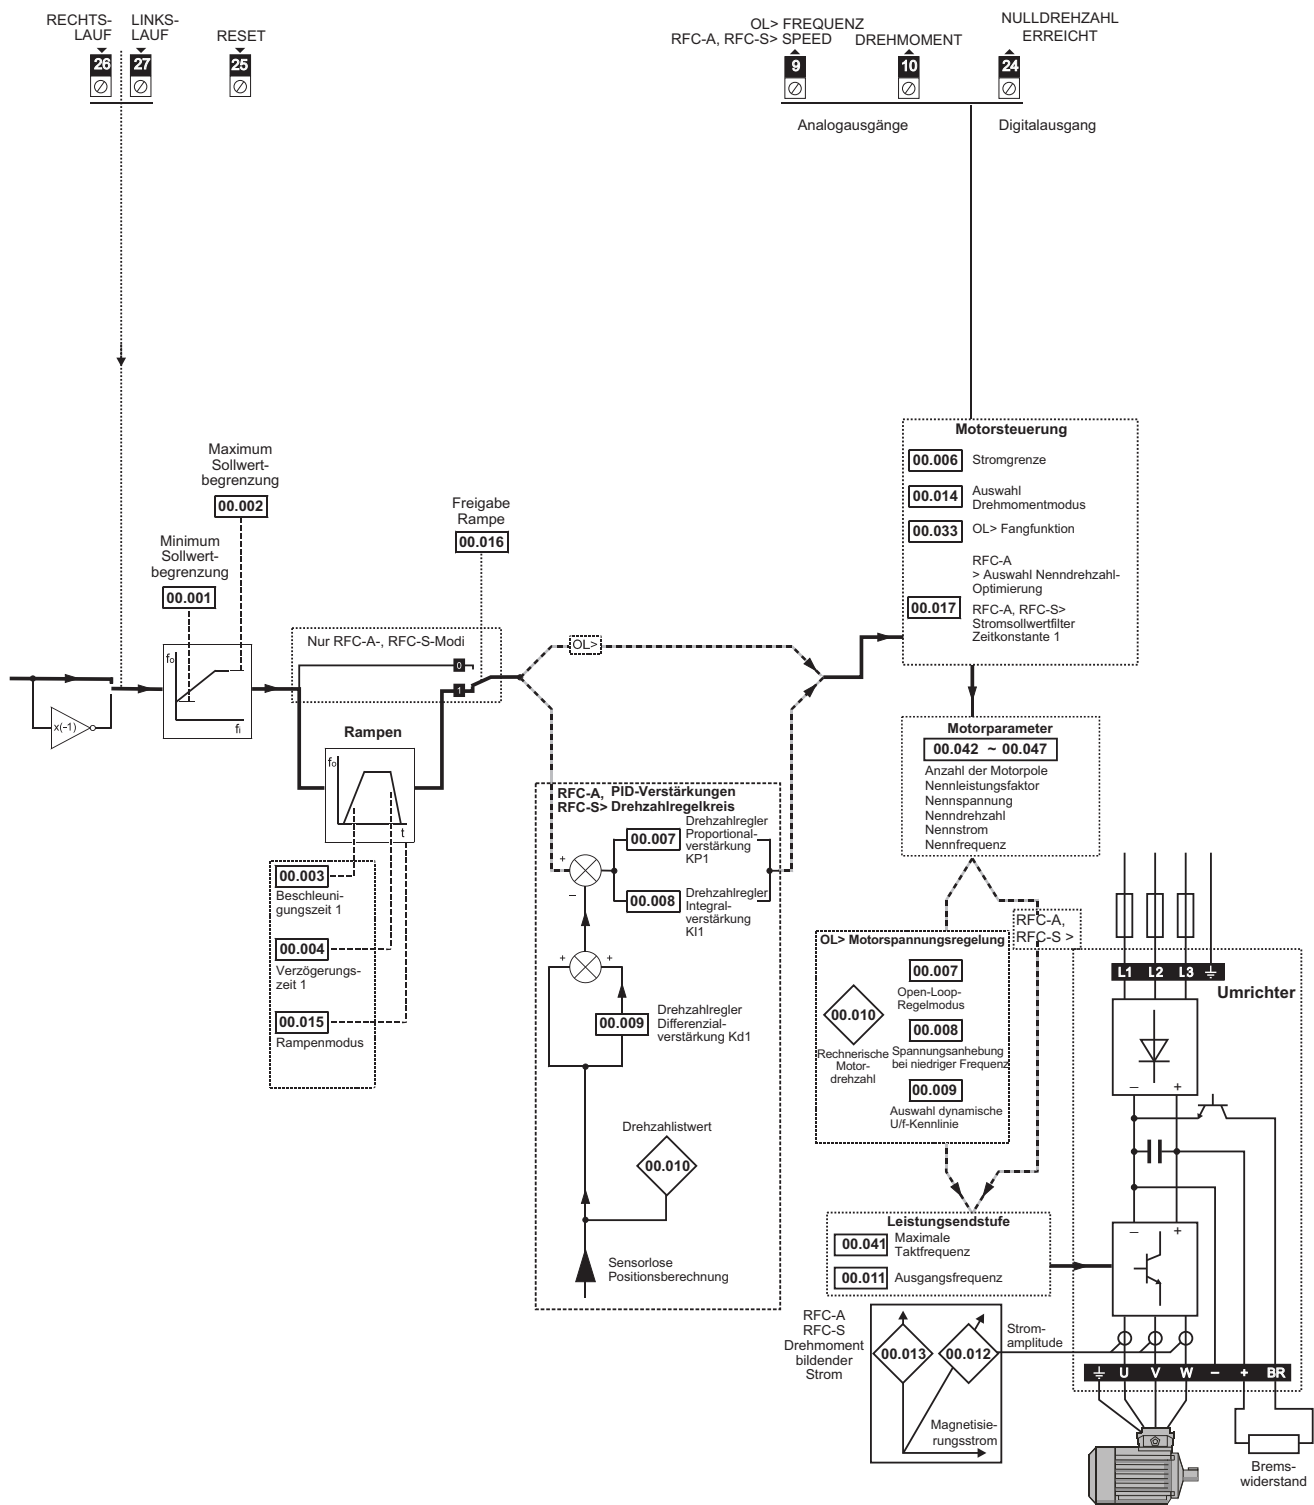 RECHTS-
LAUF
LINKS-
LAUF
RESET
26
27
25
OL> FREQUENZ
RFC-A, RFC-S> SPEED
DREHMOMENT
NULLDREHZAHL
ERREICHT
9
10
24
Analogausgänge
Digitalausgang
Maximum
Sollwert-
begrenzung
00.002
Minimum
Sollwert-
begrenzung
00.001
Freigabe
Rampe
00.016
Nur RFC-A-, RFC-S-Modi
0
1
x(-1)
fo
fi
Rampen
fo
t
00.003
Beschleuni-
gungszeit 1
00.004
Verzögerungs-
zeit 1
00.015
Rampenmodus
OL>
RFC-A, PID-Verstärkungen
RFC-S> Drehzahlregelkreis
+
–
00.007
Drehzahlregler
Proportional-
verstärkung
KP1
00.008
Drehzahlregler
Integral-
verstärkung
KI1
+
+
00.009
Drehzahlregler
Differenzial-
verstärkung Kd1
Drehzahlistwert
00.010
Sensorlose
Positionsberechnung
Motorsteuerung
00.006 Stromgrenze
00.014 Auswahl
Drehmomentmodus
00.033 OL> Fangfunktion
RFC-A
> Auswahl Nenndrehzahl-
Optimierung
00.017 RFC-A, RFC-S>
Stromsollwertfilter
Zeitkonstante 1
Motorparameter
00.042 ~ 00.047
Anzahl der Motorpole
Nennleistungsfaktor
Nennspannung
Nenndrehzahl
Nennstrom
Nennfrequenz
RFC-A,
RFC-S >
OL> Motorspannungsregelung
00.007
Open-Loop-
Regelmodus
00.010
Rechnerische
Motor-
drehzahl
00.008
Spannungsanhebung
bei niedriger Frequenz
00.009
Auswahl dynamische
U/f-Kennlinie
Leistungsendstufe
00.041 Maximale
Taktfrequenz
00.011 Ausgangsfrequenz
RFC-A
RFC-S
Drehmoment
bildender
Strom
00.013
00.012
Strom-
amplitude
Magnetisie-
rungsstrom
L1 L2 L3
Umrichter
– +
– +
U V W – + BR
Brems-
widerstand